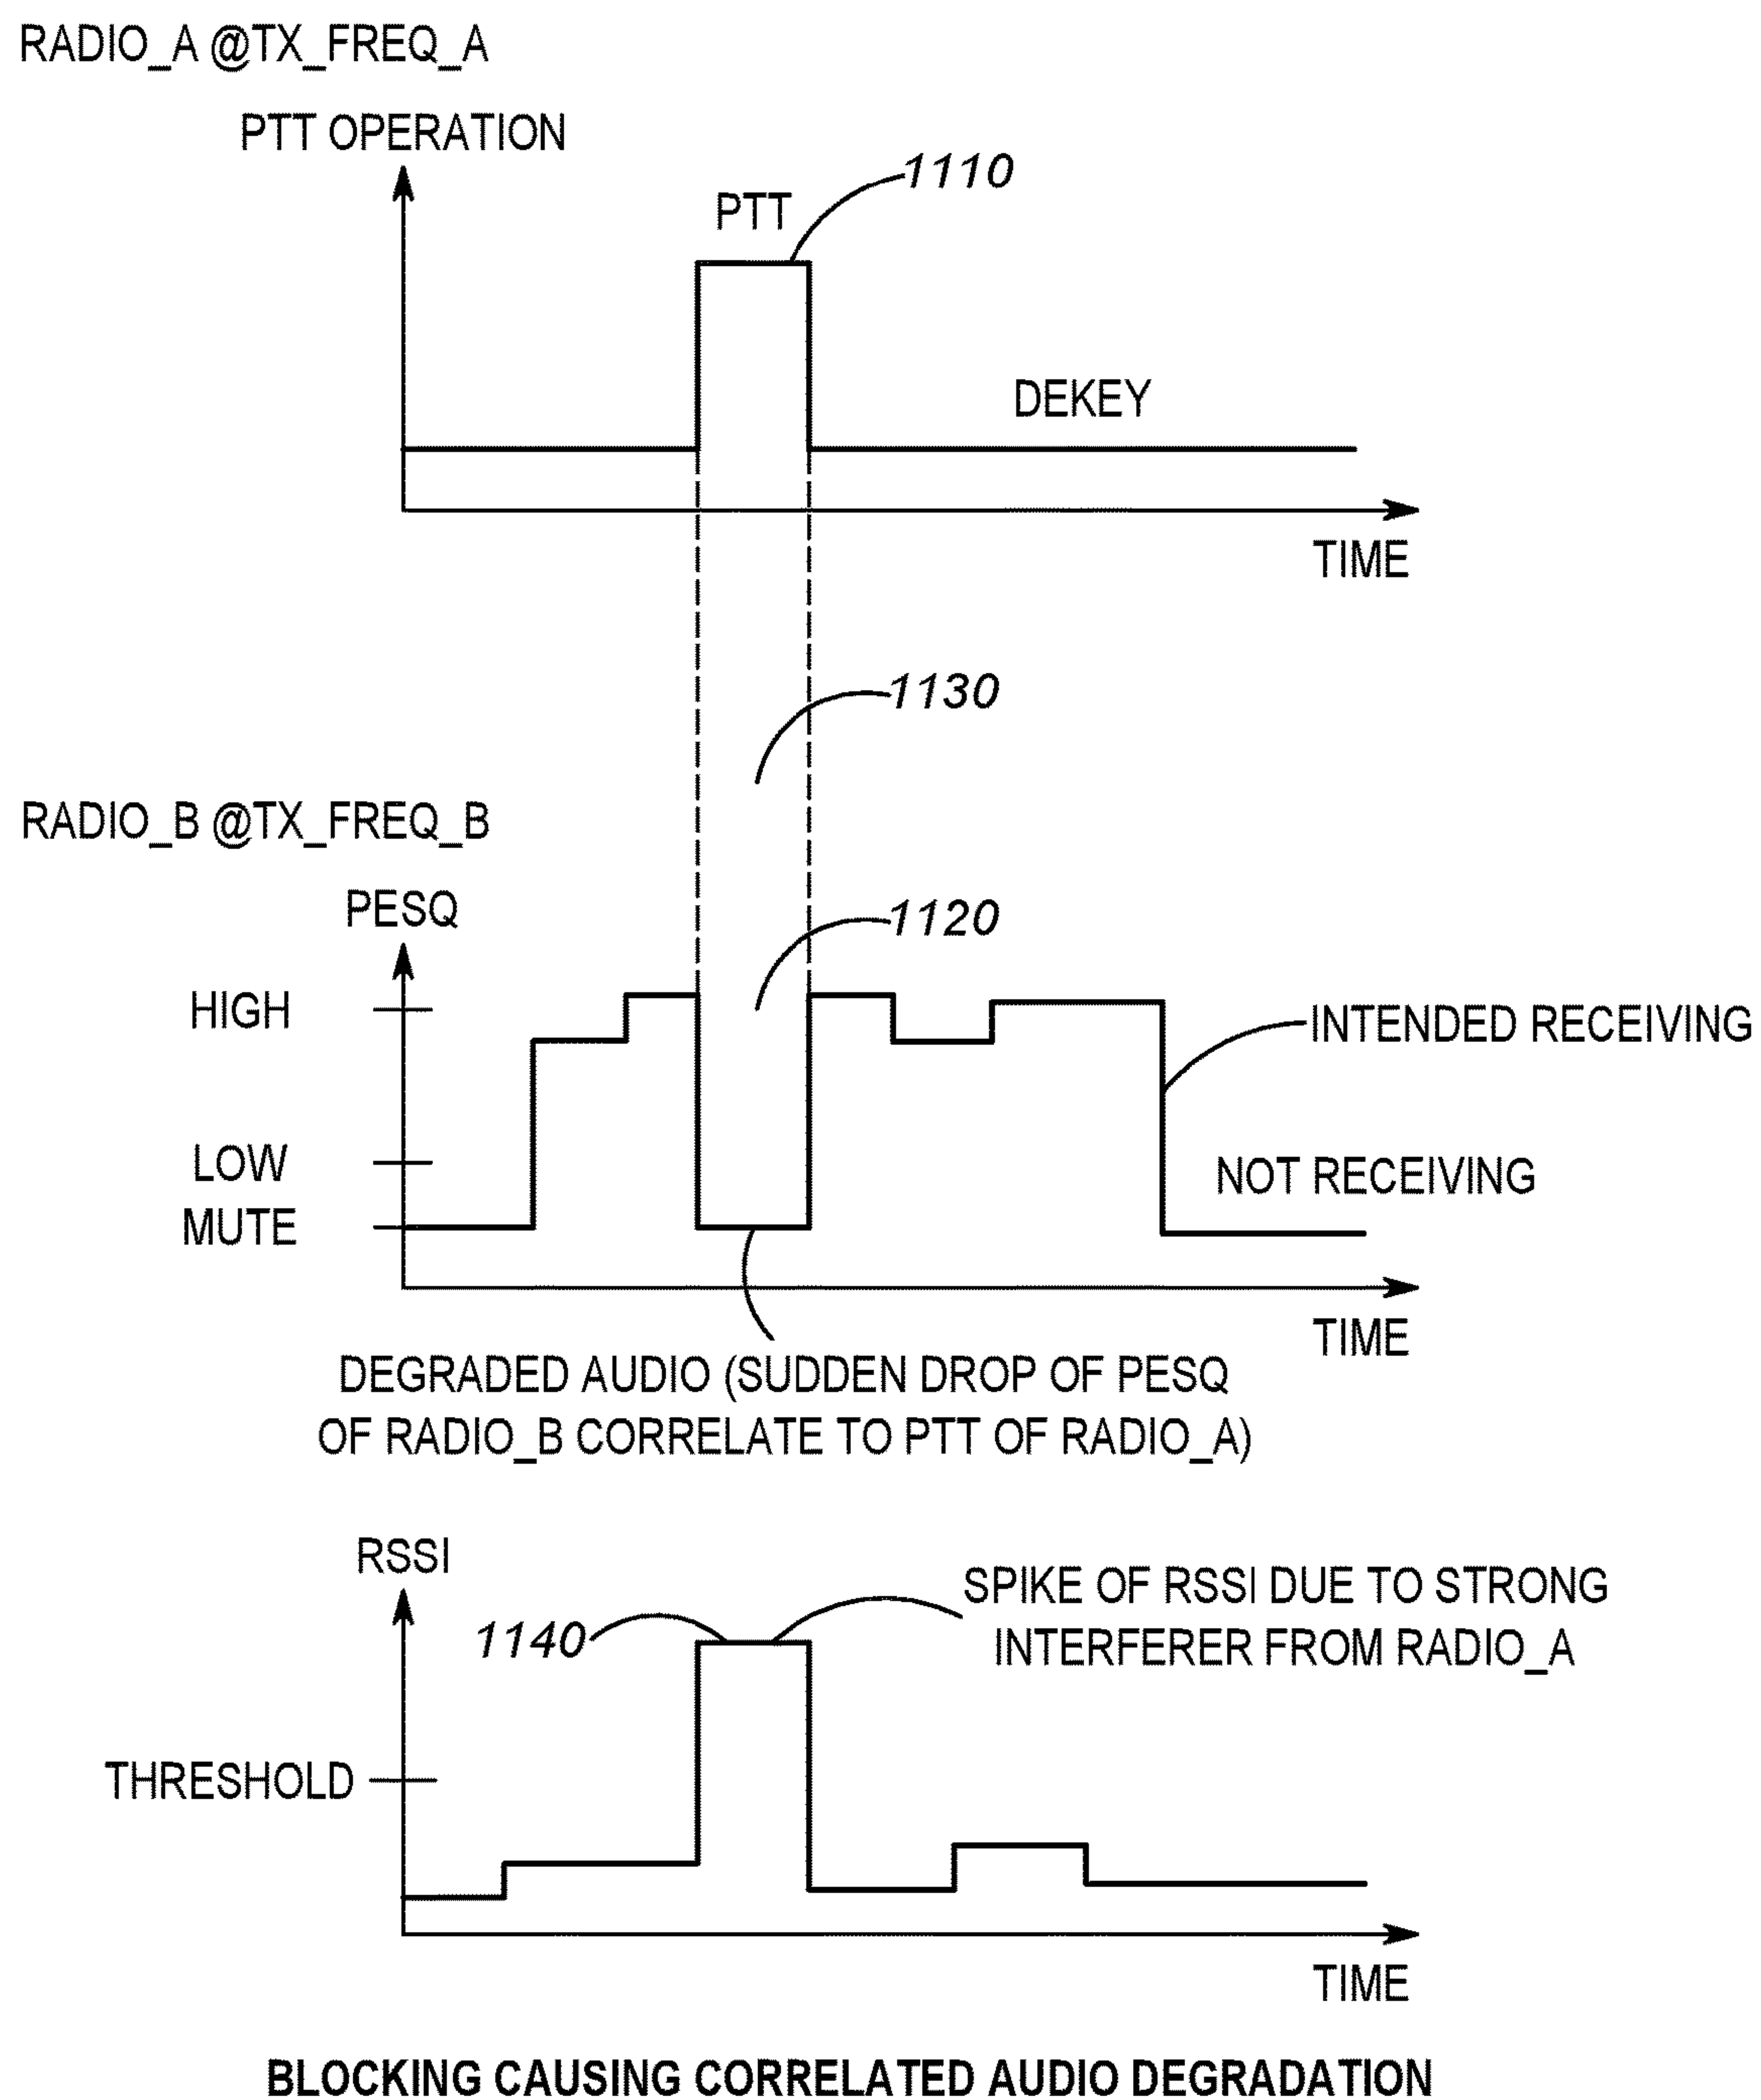 RADIO_A @TX_FREQ_A
PTT OPERATION
1110
PTT
DEKEY
TIME
1130
RADIO_B @TX_FREQ_B
PESQ
1120
HIGH
INTENDED RECEIVING
LOW
NOT RECEIVING
MUTE
TIME
DEGRADED AUDIO (SUDDEN DROP OF PESQ
OF RADIO_B CORRELATE TO PTT OF RADIO_A)
RSSI
SPIKE OF RSSI DUE TO STRONG
INTERFERER FROM RADIO_A
1140
THRESHOLD
TIME
BLOCKING CAUSING CORRELATED AUDIO DEGRADATION